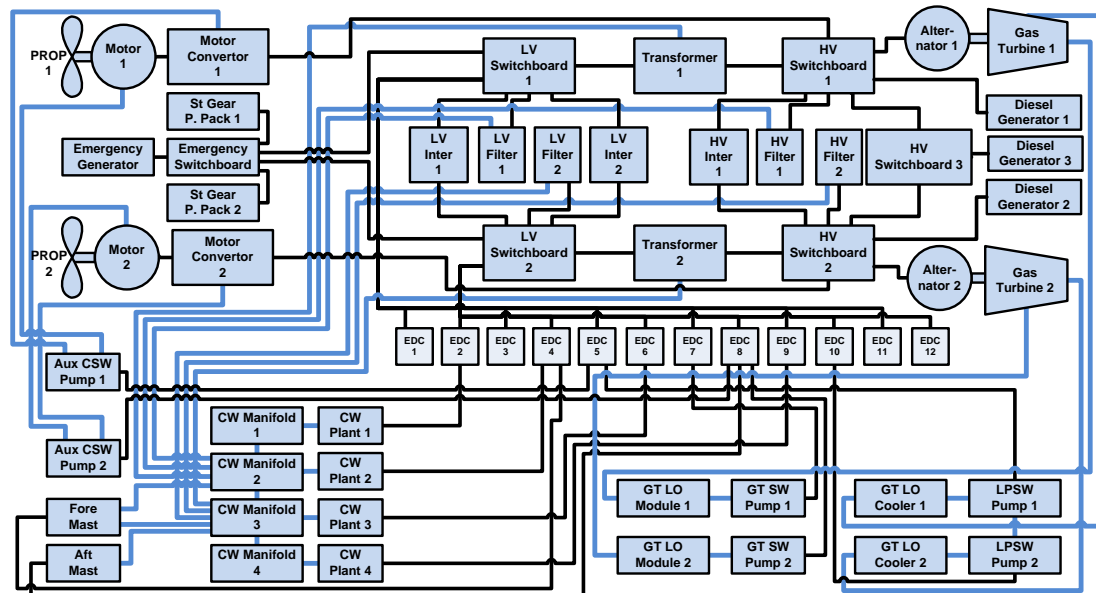 PROP
1
Motor
1
Motor
Convertor
1
LV
Switchboard
1
Transformer
1
HV
Switchboard
1
Alter-
nator 1
Gas
Turbine 1
St Gear
P. Pack 1
Emergency
Generator
Emergency
Switchboard
St Gear
P. Pack 2
LV
Inter
1
LV
Filter
1
LV
Filter
2
LV
Inter
2
HV
Inter
1
HV
Filter
1
HV
Filter
2
HV
Switchboard 3
Diesel
Generator 1
Diesel
Generator 3
Diesel
Generator 2
PROP
2
Motor
2
Motor
Convertor
2
LV
Switchboard
2
Transformer
2
HV
Switchboard
2
Alter-
nator 2
Gas
Turbine 2
EDC
1
EDC
2
EDC
3
EDC
4
EDC
5
EDC
6
EDC
7
EDC
8
EDC
9
EDC
10
EDC
11
EDC
12
Aux CSW
Pump 1
Aux CSW
Pump 2
CW Manifold
1
CW
Plant 1
CW Manifold
2
CW
Plant 2
CW Manifold
3
CW
Plant 3
CW Manifold
4
CW
Plant 4
Fore
Mast
Aft
Mast
GT LO
Module 1
GT SW
Pump 1
GT LO
Cooler 1
LPSW
Pump 1
GT LO
Module 2
GT SW
Pump 2
GT LO
Cooler 2
LPSW
Pump 2